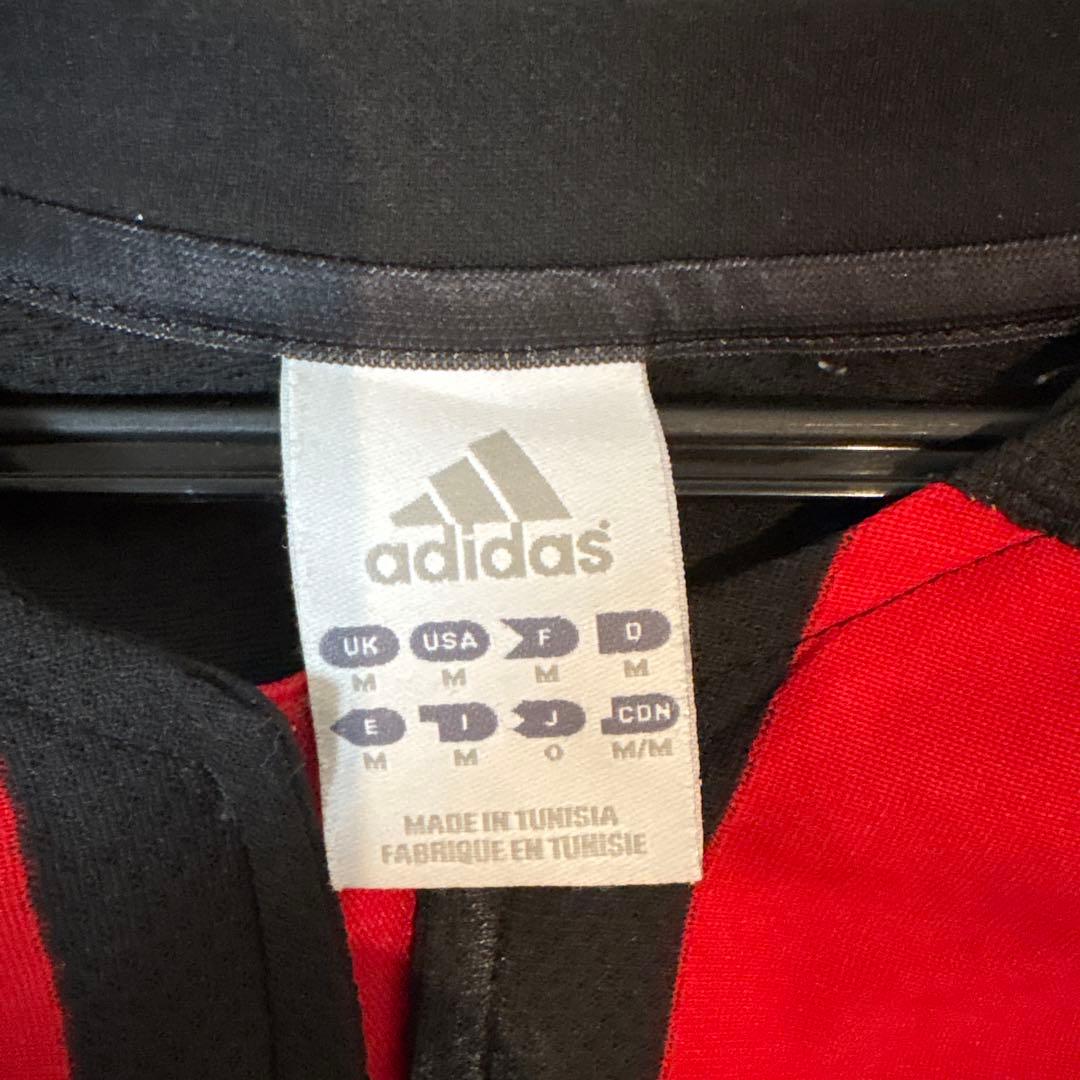 adidas
UK USA F D
M M M M
E I J CDN
M M O M/M
MADE IN TUNISIA
FABRIQUE EN TUNISIE